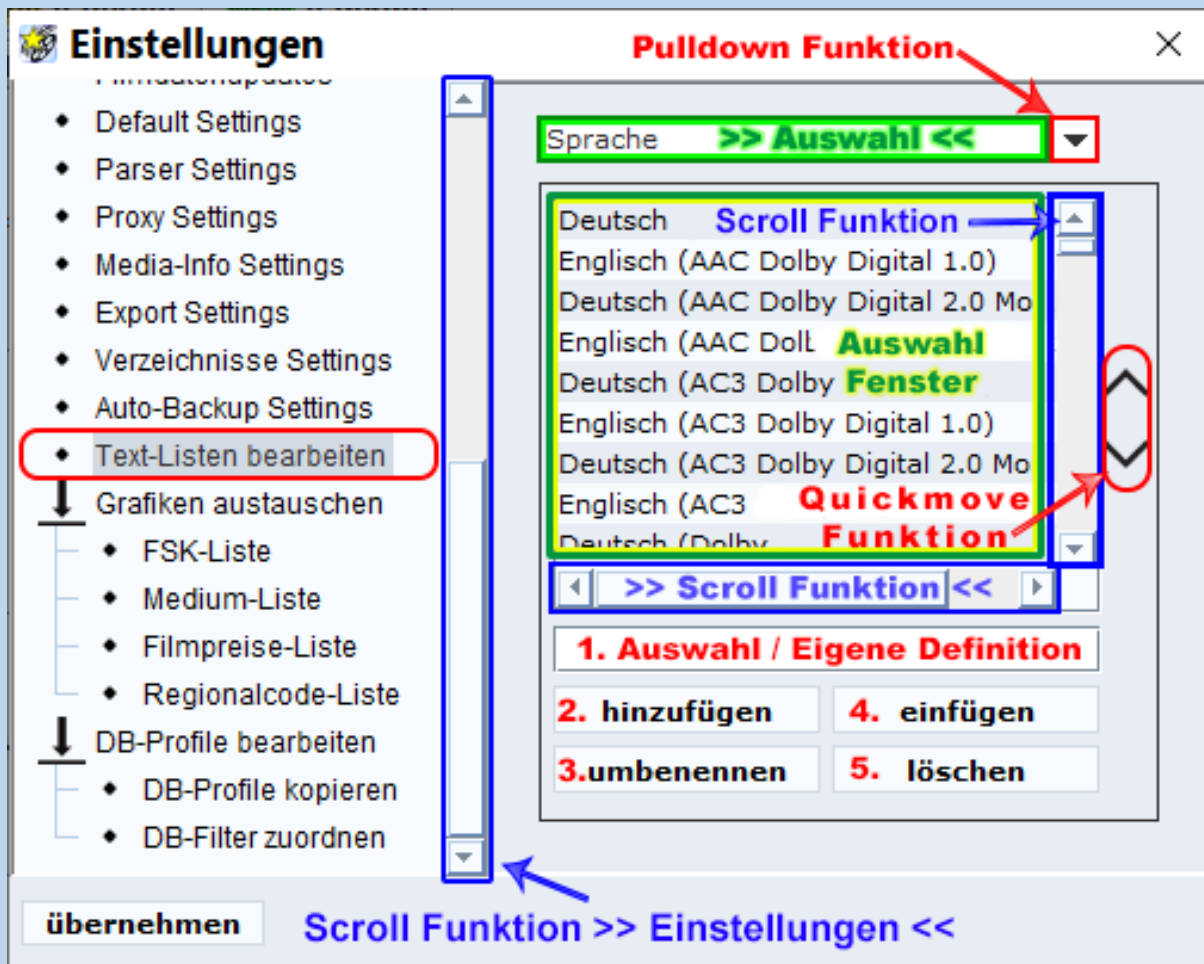 Einstellungen
Pulldown Funktion
Default Settings
Parser Settings
Proxy Settings
Media-Info Settings
Export Settings
Verzeichnisse Settings
Auto-Backup Settings
Text-Listen bearbeiten
Grafiken austauschen
FSK-Liste
Medium-Liste
Filmpreise-Liste
Regionalcode-Liste
DB-Profile bearbeiten
DB-Profile kopieren
DB-Filter zuordnen
Sprache >> Auswahl <<
Deutsch Scroll Funktion
Englisch (AAC Dolby Digital 1.0)
Deutsch (AAC Dolby Digital 2.0 Mo
Englisch (AAC Dolb
Auswahl
Fenster
Deutsch (AC3 Dolby
Englisch (AC3 Dolby Digital 1.0)
Deutsch (AC3 Dolby Digital 2.0 Mo
Englisch (AC3
Quickmove
Funktion
Deutsch (Dolby
>> Scroll Funktion <<
1. Auswahl / Eigene Definition
2. hinzufügen
4. einfügen
3. umbenennen
5. löschen
übernehmen
Scroll Funktion >> Einstellungen <<